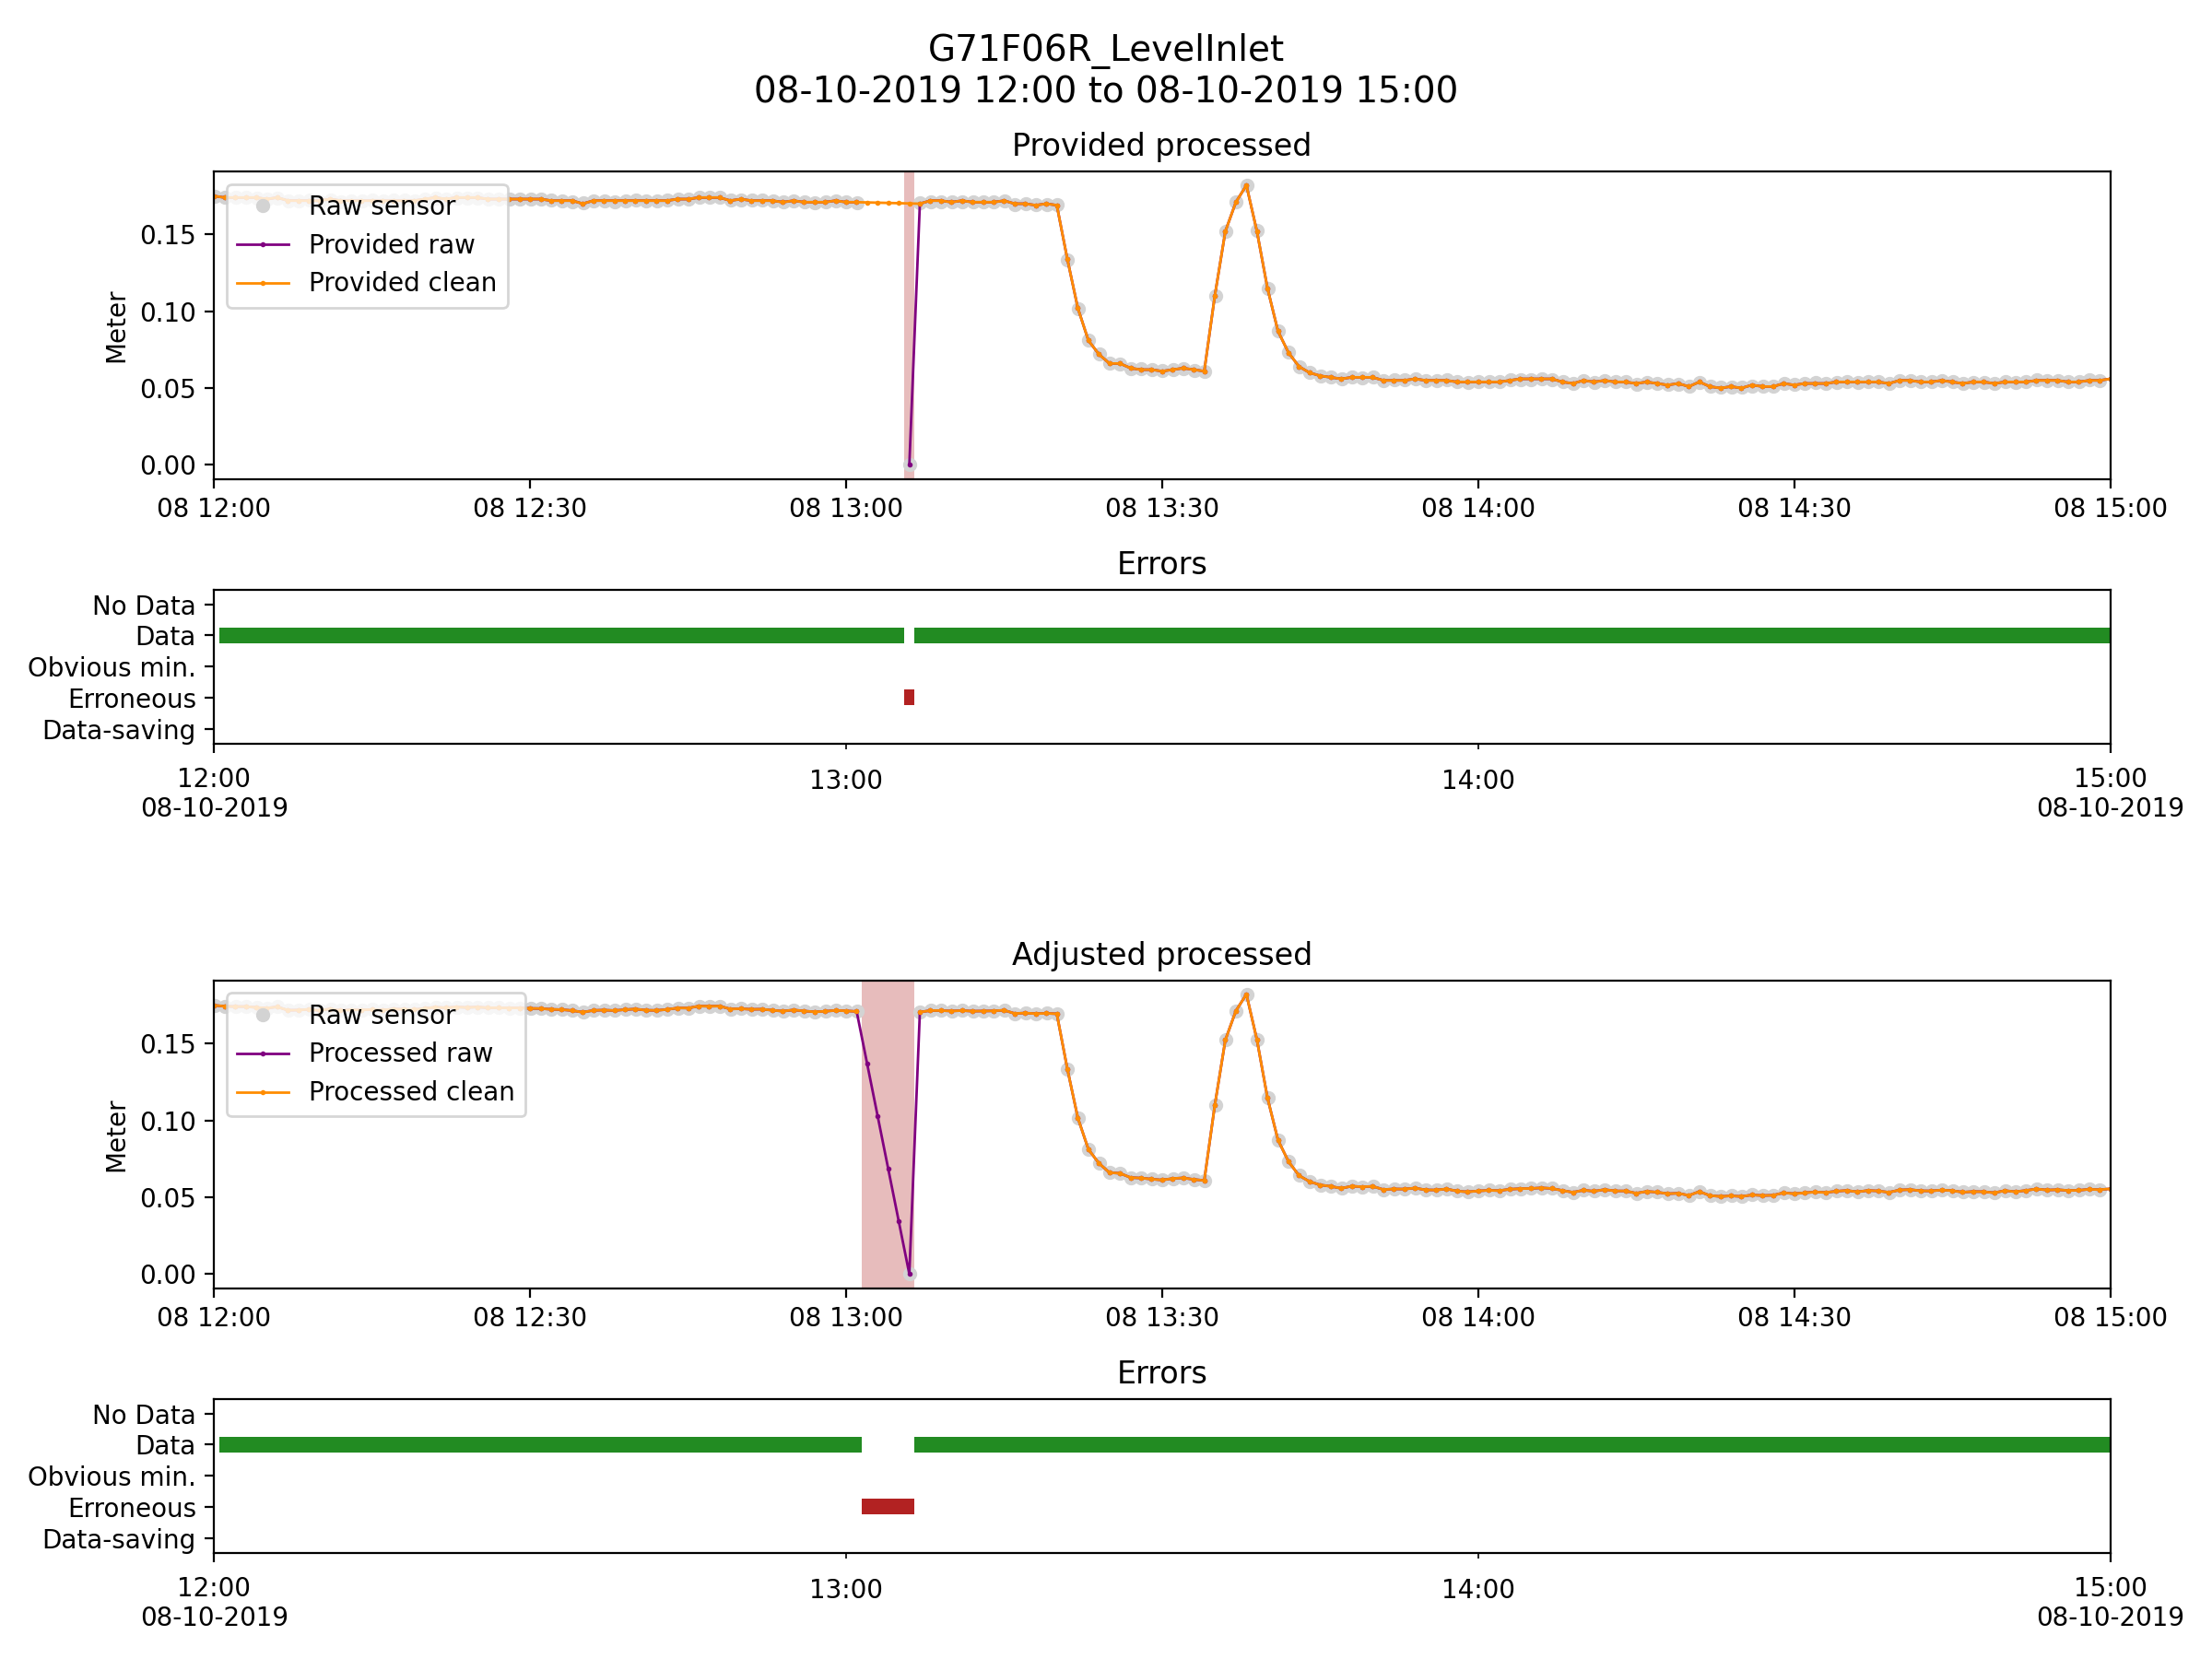 G71F06R_LevelInlet
08-10-2019 12:00 to 08-10-2019 15:00
Provided processed
Raw sensor
Provided raw
Provided clean
Meter
0.15
0.10
0.05
0.00
08 12:00 08 12:30 08 13:00 08 13:30 08 14:00 08 14:30 08 15:00
Errors
No Data
Data
Obvious min.
Erroneous
Data-saving
12:00 13:00 14:00 15:00
08-10-2019 08-10-2019
Adjusted processed
Raw sensor
Processed raw
Processed clean
Meter
0.15
0.10
0.05
0.00
08 12:00 08 12:30 08 13:00 08 13:30 08 14:00 08 14:30 08 15:00
Errors
No Data
Data
Obvious min.
Erroneous
Data-saving
12:00 13:00 14:00 15:00
08-10-2019 08-10-2019